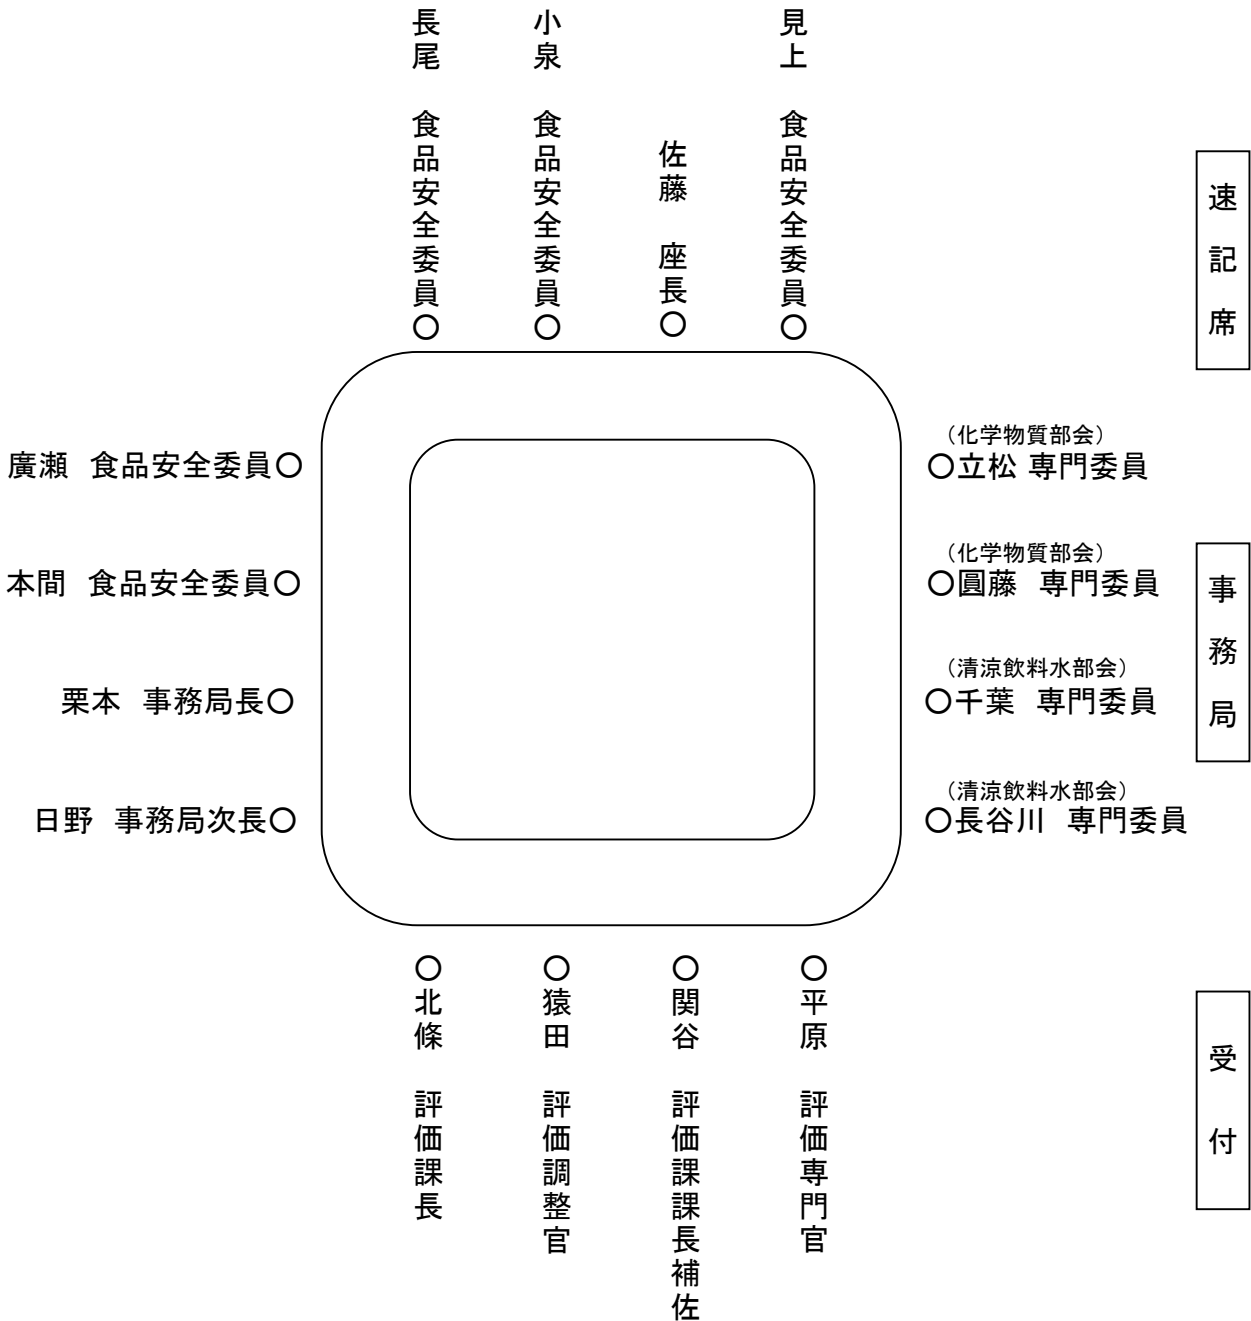 長尾 食品安全委員○
小泉 食品安全委員○
佐藤 座長○
見上 食品安全委員○
速記席
廣瀬 食品安全委員○
本間 食品安全委員○
栗本 事務局長○
日野 事務局次長○
（化学物質部会）
○立松 専門委員
（化学物質部会）
○圓藤 専門委員
（清涼飲料水部会）
○千葉 専門委員
（清涼飲料水部会）
○長谷川 専門委員
事務局
○北條 評価課長
○猿田 評価調整官
○関谷 評価課課長補佐
○平原 評価専門官
受付